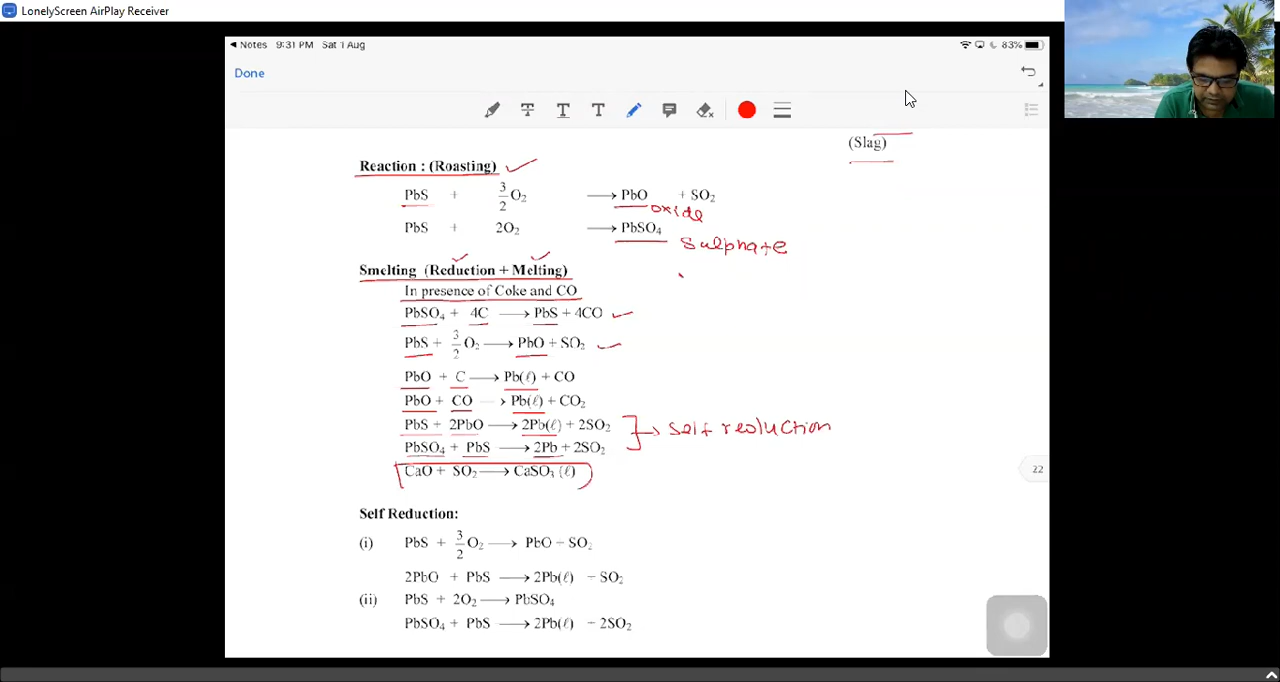 LonelyScreen AirPlay Receiver
Notes 9:31 PM Sat 1 Aug 83%
Done
(Slag)
Reaction : (Roasting)
PbS + 3/2 O₂ ⟶ PbO + SO₂
oxide
PbS + 2O₂ ⟶ PbSO₄
Sulphate
Smelting (Reduction + Melting)
In presence of Coke and CO
PbSO₄ + 4C ⟶ PbS + 4CO
PbS + 3/2 O₂ ⟶ PbO + SO₂
PbO + C ⟶ Pb(ℓ) + CO
PbO + CO ⟶ Pb(ℓ) + CO₂
PbS + 2PbO ⟶ 2Pb(ℓ) + 2SO₂
Self reduction
PbSO₄ + PbS ⟶ 2Pb + 2SO₂
CaO + SO₂ ⟶ CaSO₃ (ℓ)
22
Self Reduction:
(i) PbS + 3/2 O₂ ⟶ PbO − SO₂
2PbO + PbS ⟶ 2Pb(ℓ) − SO₂
(ii) PbS + 2O₂ ⟶ PbSO₄
PbSO₄ + PbS ⟶ 2Pb(ℓ) − 2SO₂